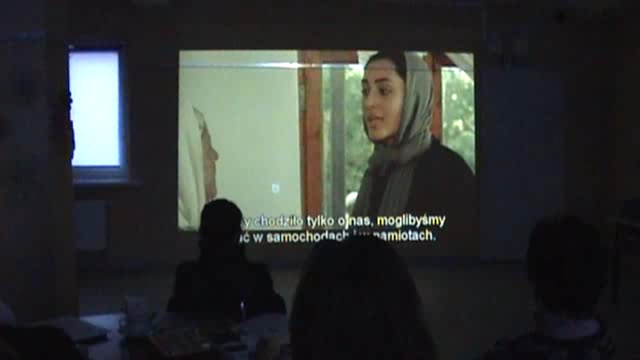 y chodziło tylko o nas, moglibyśmy
w samochodach i w namiotach.